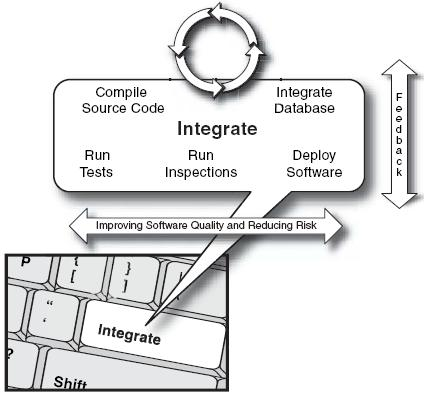 Compile
Source Code
Integrate
Database
Integrate
Run
Tests
Run
Inspections
Deploy
Software
Feedback
Improving Software Quality and Reducing Risk
P
{
[
}
]
|
“
‘
Integrate
?
Shift